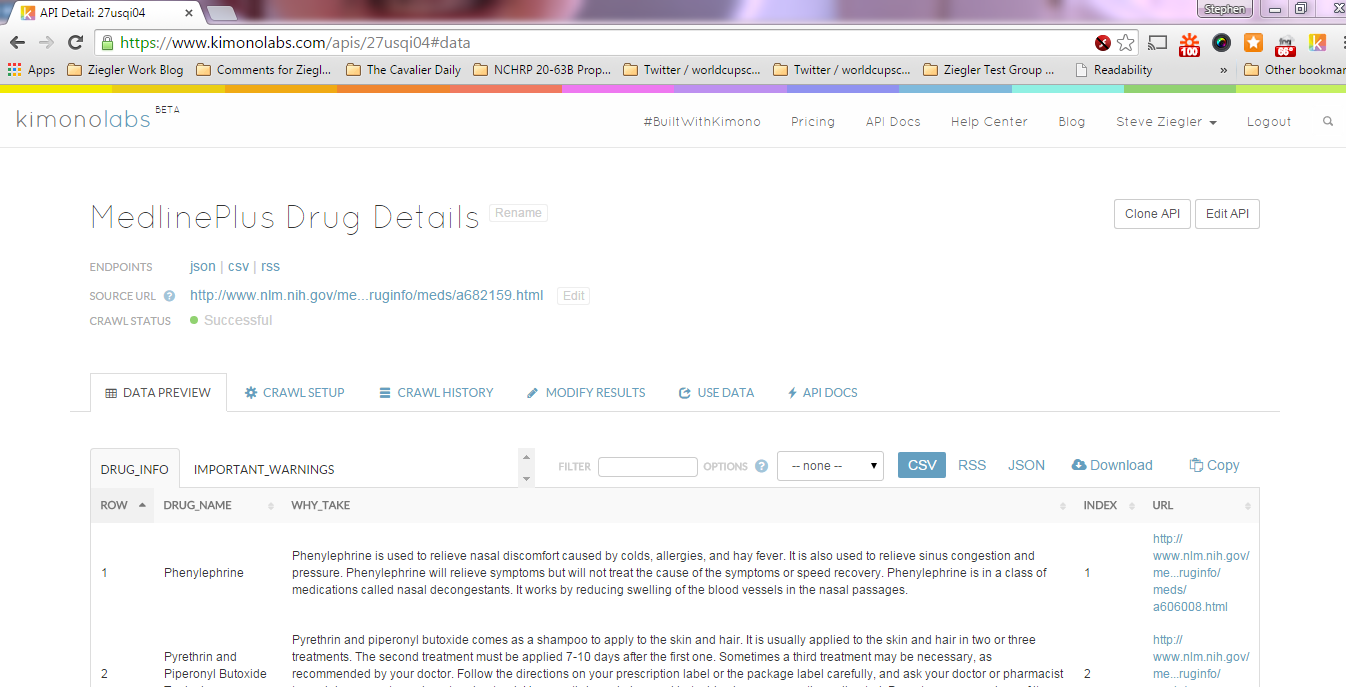 API Detail: 27usqi04
Stephen
https://www.kimonolabs.com/apis/27usqi04#data
100
66°
Apps Ziegler Work Blog Comments for Ziegl... The Cavalier Daily NCHRP 20-63B Prop... Twitter / worldcupsc... Twitter / worldcupsc... Ziegler Test Group ... Readability » Other bookmar
kimonolabs BETA
#BuiltWithKimono Pricing API Docs Help Center Blog Steve Ziegler Logout
MedlinePlus Drug Details Rename
Clone API Edit API
ENDPOINTS json | csv | rss
SOURCE URL ? http://www.nlm.nih.gov/me...ruginfo/meds/a682159.html Edit
CRAWL STATUS Successful
DATA PREVIEW CRAWL SETUP CRAWL HISTORY MODIFY RESULTS USE DATA API DOCS
DRUG_INFO IMPORTANT_WARNINGS FILTER OPTIONS ? -- none -- CSV RSS JSON Download Copy
ROW DRUG_NAME WHY_TAKE INDEX URL
1 Phenylephrine
Phenylephrine is used to relieve nasal discomfort caused by colds, allergies, and hay fever. It is also used to relieve sinus congestion and
pressure. Phenylephrine will relieve symptoms but will not treat the cause of the symptoms or speed recovery. Phenylephrine is in a class of
medications called nasal decongestants. It works by reducing swelling of the blood vessels in the nasal passages.
1
http://
www.nlm.nih.gov/
me...ruginfo/
meds/
a606008.html
2
Pyrethrin and
Piperonyl Butoxide
Pyrethrin and piperonyl butoxide comes as a shampoo to apply to the skin and hair. It is usually applied to the skin and hair in two or three
treatments. The second treatment must be applied 7-10 days after the first one. Sometimes a third treatment may be necessary, as
recommended by your doctor. Follow the directions on your prescription label or the package label carefully, and ask your doctor or pharmacist
2
http://
www.nlm.nih.gov/
me...ruginfo/